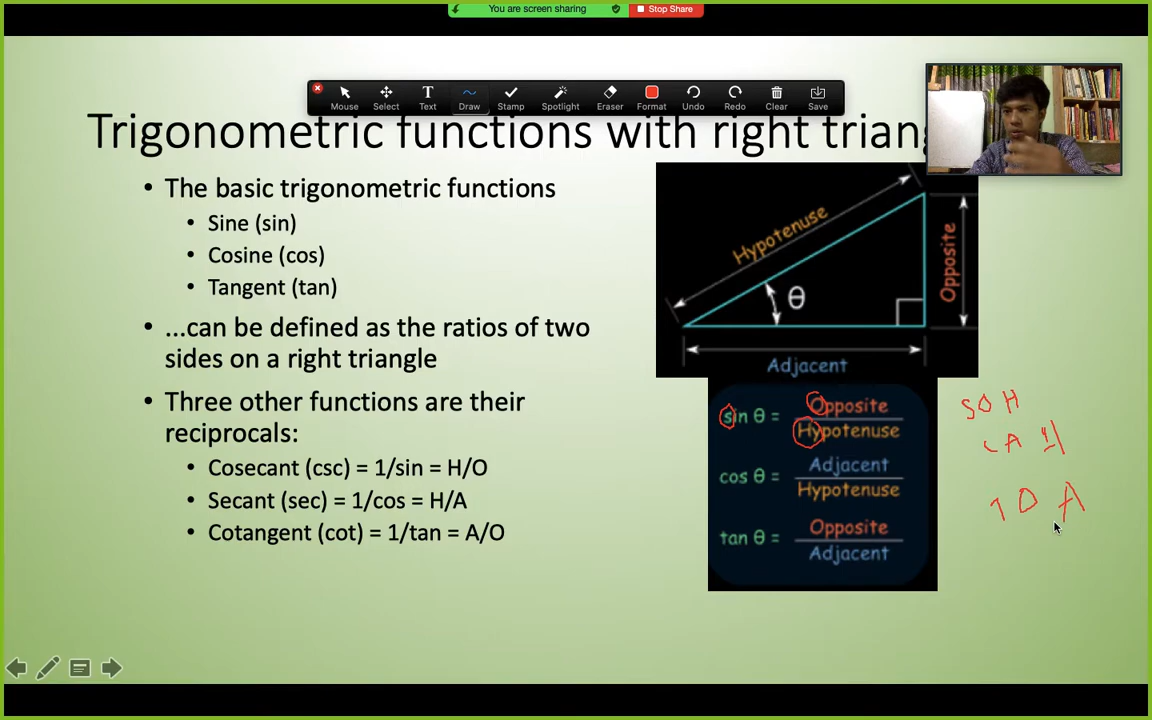 You are screen sharing Stop Share
Mouse Select Text Draw Stamp Spotlight Eraser Format Undo Redo Clear Save
Trigonometric functions with right triang
• The basic trigonometric functions
• Sine (sin)
• Cosine (cos)
• Tangent (tan)
• ...can be defined as the ratios of two
sides on a right triangle
• Three other functions are their
reciprocals:
• Cosecant (csc) = 1/sin = H/O
• Secant (sec) = 1/cos = H/A
• Cotangent (cot) = 1/tan = A/O
Hypotenuse
Opposite
θ
Adjacent
sin θ = Opposite
Hypotenuse
cos θ = Adjacent
Hypotenuse
tan θ = Opposite
Adjacent
SOH
CAH
TOA